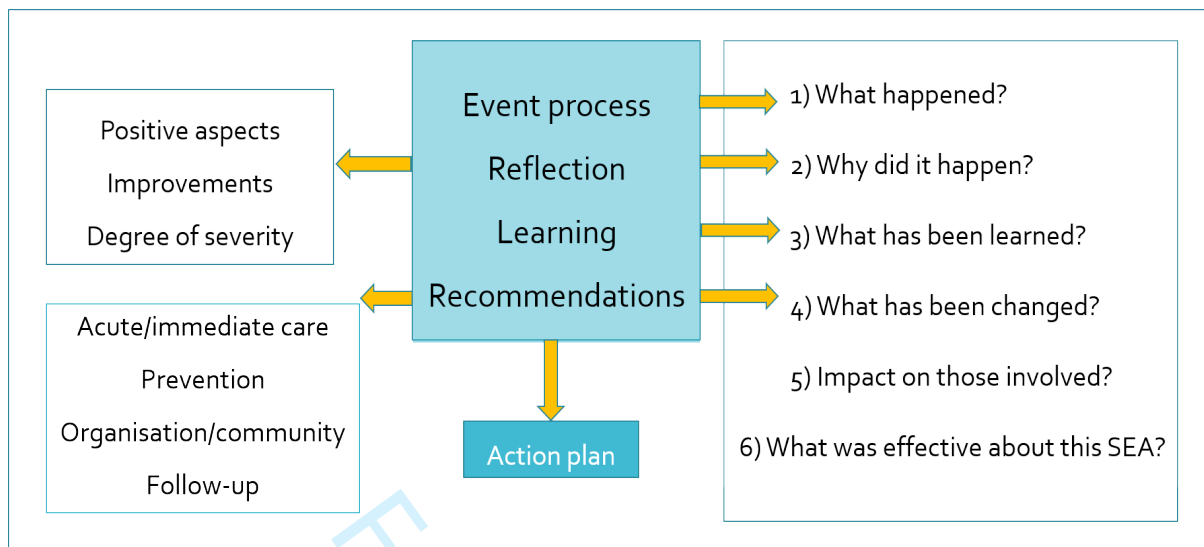 Positive aspects
Improvements
Degree of severity
Acute/immediate care
Prevention
Organisation/community
Follow-up
Event process
Reflection
Learning
Recommendations
Action plan
1) What happened?
2) Why did it happen?
3) What has been learned?
4) What has been changed?
5) Impact on those involved?
6) What was effective about this SEA?
F